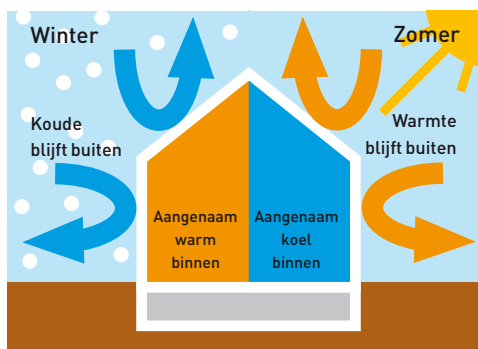 Winter
Zomer
Koude
blijft buiten
Warmte
blijft buiten
Aangenaam
warm
binnen
Aangenaam
koel
binnen